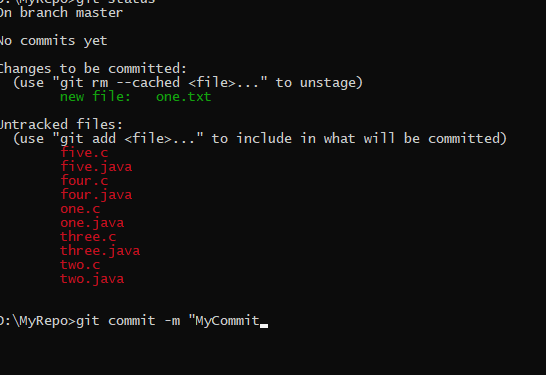 D:\MyRepo>git status
On branch master
No commits yet
Changes to be committed:
(use "git rm --cached <file>..." to unstage)
new file: one.txt
Untracked files:
(use "git add <file>..." to include in what will be committed)
five.c
five.java
four.c
four.java
one.c
one.java
three.c
three.java
two.c
two.java
D:\MyRepo>git commit -m "MyCommit